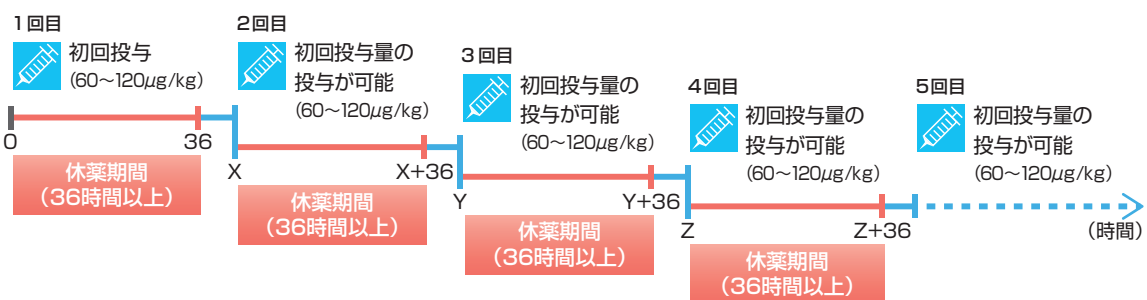 1回目
初回投与
（60～120μg/kg）
0
36
休薬期間
（36時間以上）
2回目
初回投与量の
投与が可能
（60～120μg/kg）
X
X+36
休薬期間
（36時間以上）
3回目
初回投与量の
投与が可能
（60～120μg/kg）
Y
Y+36
休薬期間
（36時間以上）
4回目
初回投与量の
投与が可能
（60～120μg/kg）
Z
Z+36
休薬期間
（36時間以上）
5回目
初回投与量の
投与が可能
（60～120μg/kg）
（時間）